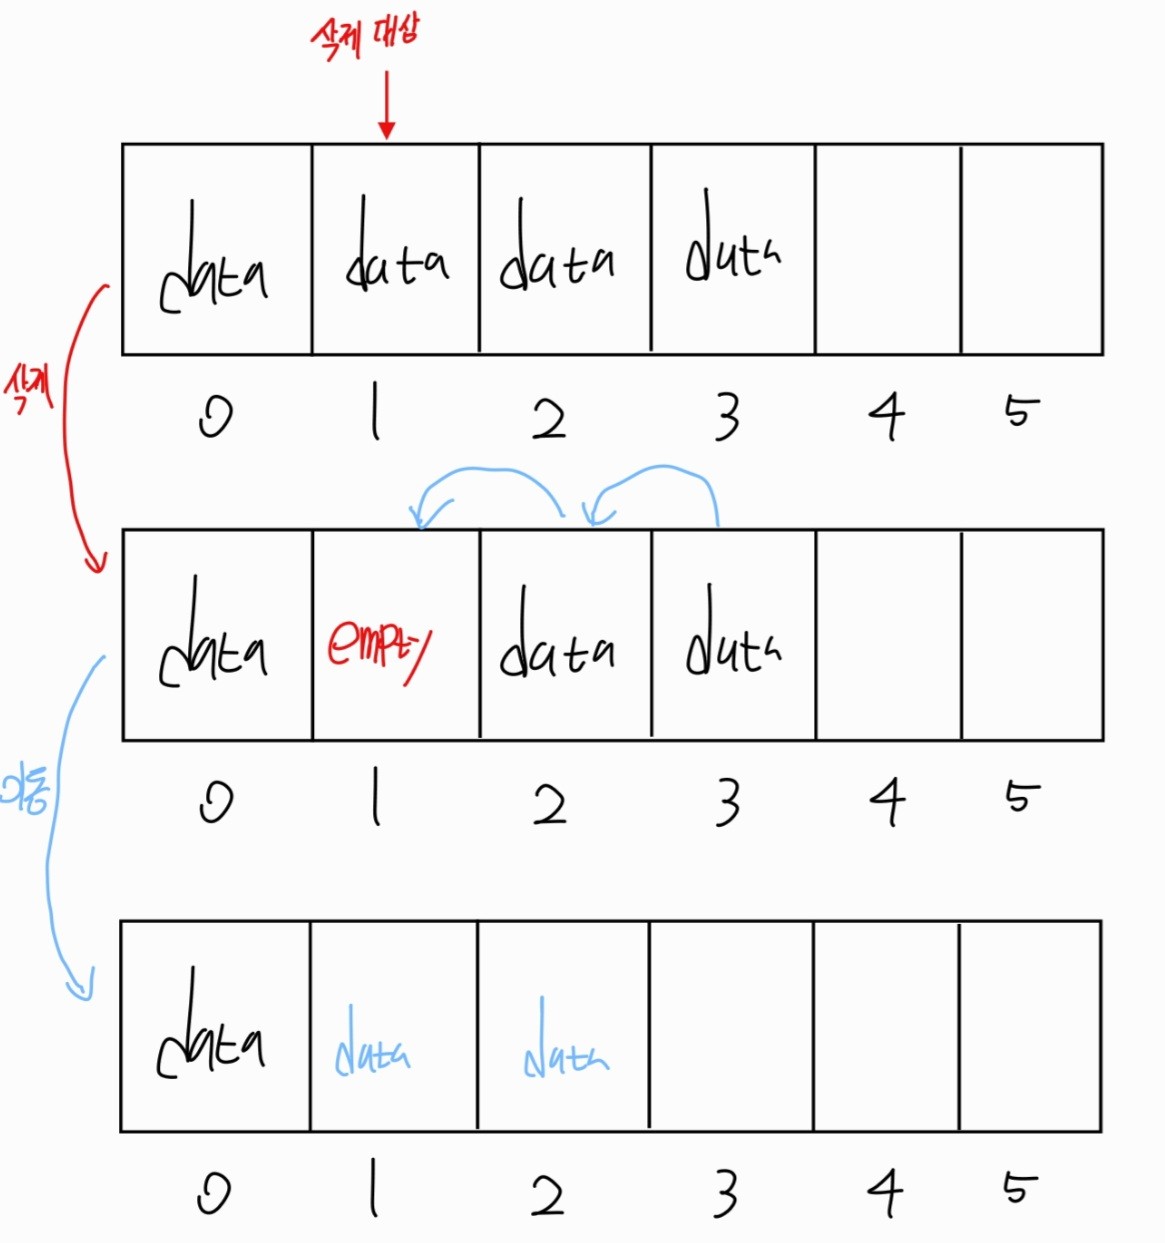 삭제 대상
data data data data
0 1 2 3 4 5
삭제
data empty data data
0 1 2 3 4 5
이동
data data data
0 1 2 3 4 5